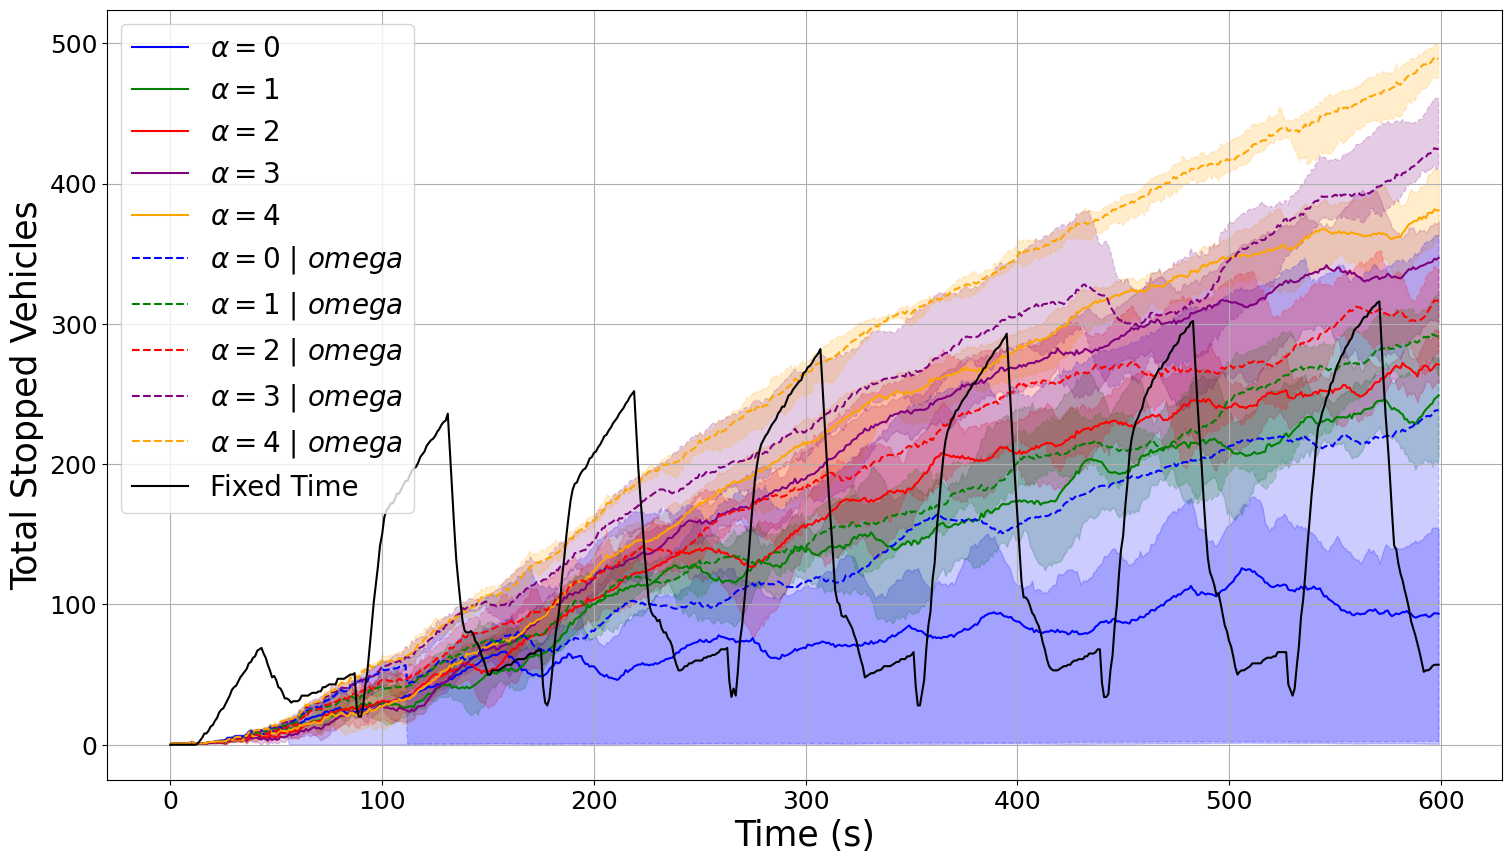 Total Stopped Vehicles
500
400
300
200
100
0
α = 0
α = 1
α = 2
α = 3
α = 4
α = 0 | omega
α = 1 | omega
α = 2 | omega
α = 3 | omega
α = 4 | omega
Fixed Time
0 100 200 300 400 500 600
Time (s)